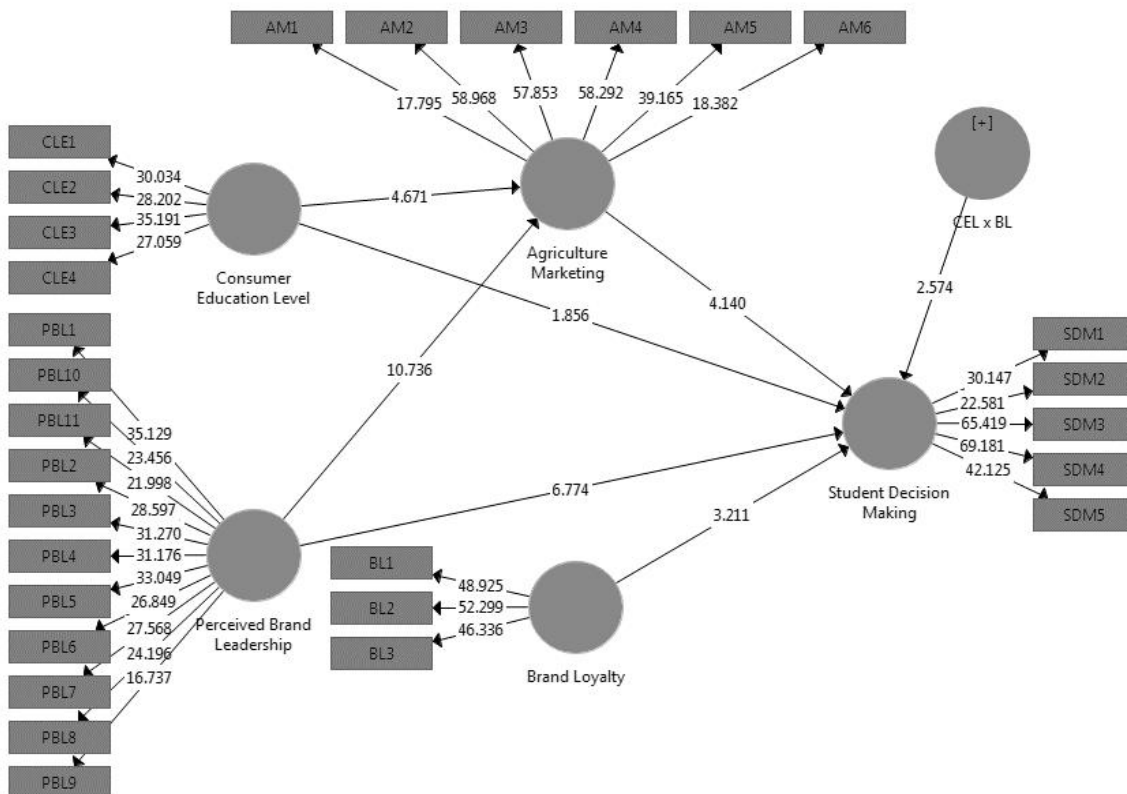 AM1 AM2 AM3 AM4 AM5 AM6
17.795 58.968 57.853 58.292 39.165 18.382
CLE1
CLE2
CLE3
CLE4
30.034
28.202
35.191
27.059
Consumer
Education Level
4.671
Agriculture
Marketing
[+]
CEL x BL
2.574
1.856
4.140
10.736
PBL1
PBL10
PBL11
PBL2
PBL3
PBL4
PBL5
PBL6
PBL7
PBL8
PBL9
35.129
23.456
21.998
28.597
31.270
31.176
33.049
26.849
27.568
24.196
16.737
Perceived Brand
Leadership
6.774
BL1
BL2
BL3
48.925
52.299
46.336
Brand Loyalty
3.211
Student Decision
Making
30.147
22.581
65.419
69.181
42.125
SDM1
SDM2
SDM3
SDM4
SDM5